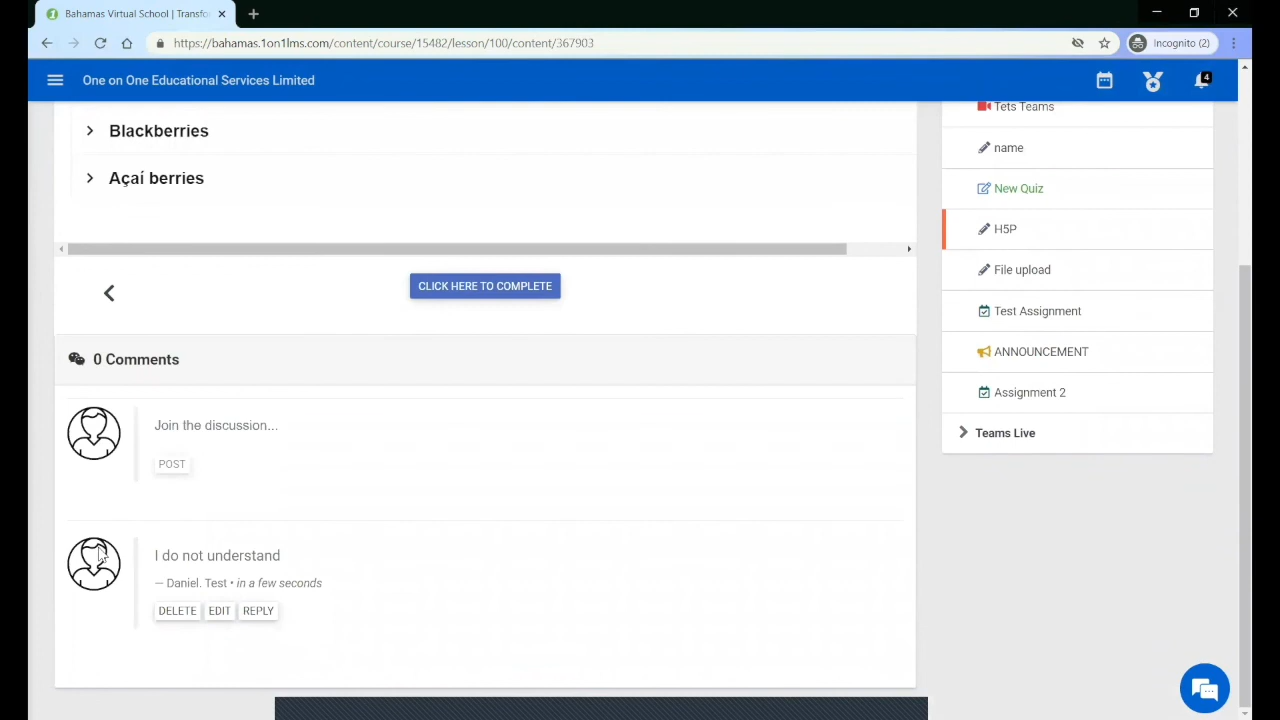 Bahamas Virtual School | Transfo
https://bahamas.1on1lms.com/content/course/15482/lesson/100/content/367903
Incognito (2)
One on One Educational Services Limited
4
Blackberries
Açaí berries
CLICK HERE TO COMPLETE
0 Comments
Join the discussion...
POST
I do not understand
– Daniel. Test • in a few seconds
DELETE EDIT REPLY
Tets Teams
name
New Quiz
H5P
File upload
Test Assignment
ANNOUNCEMENT
Assignment 2
Teams Live